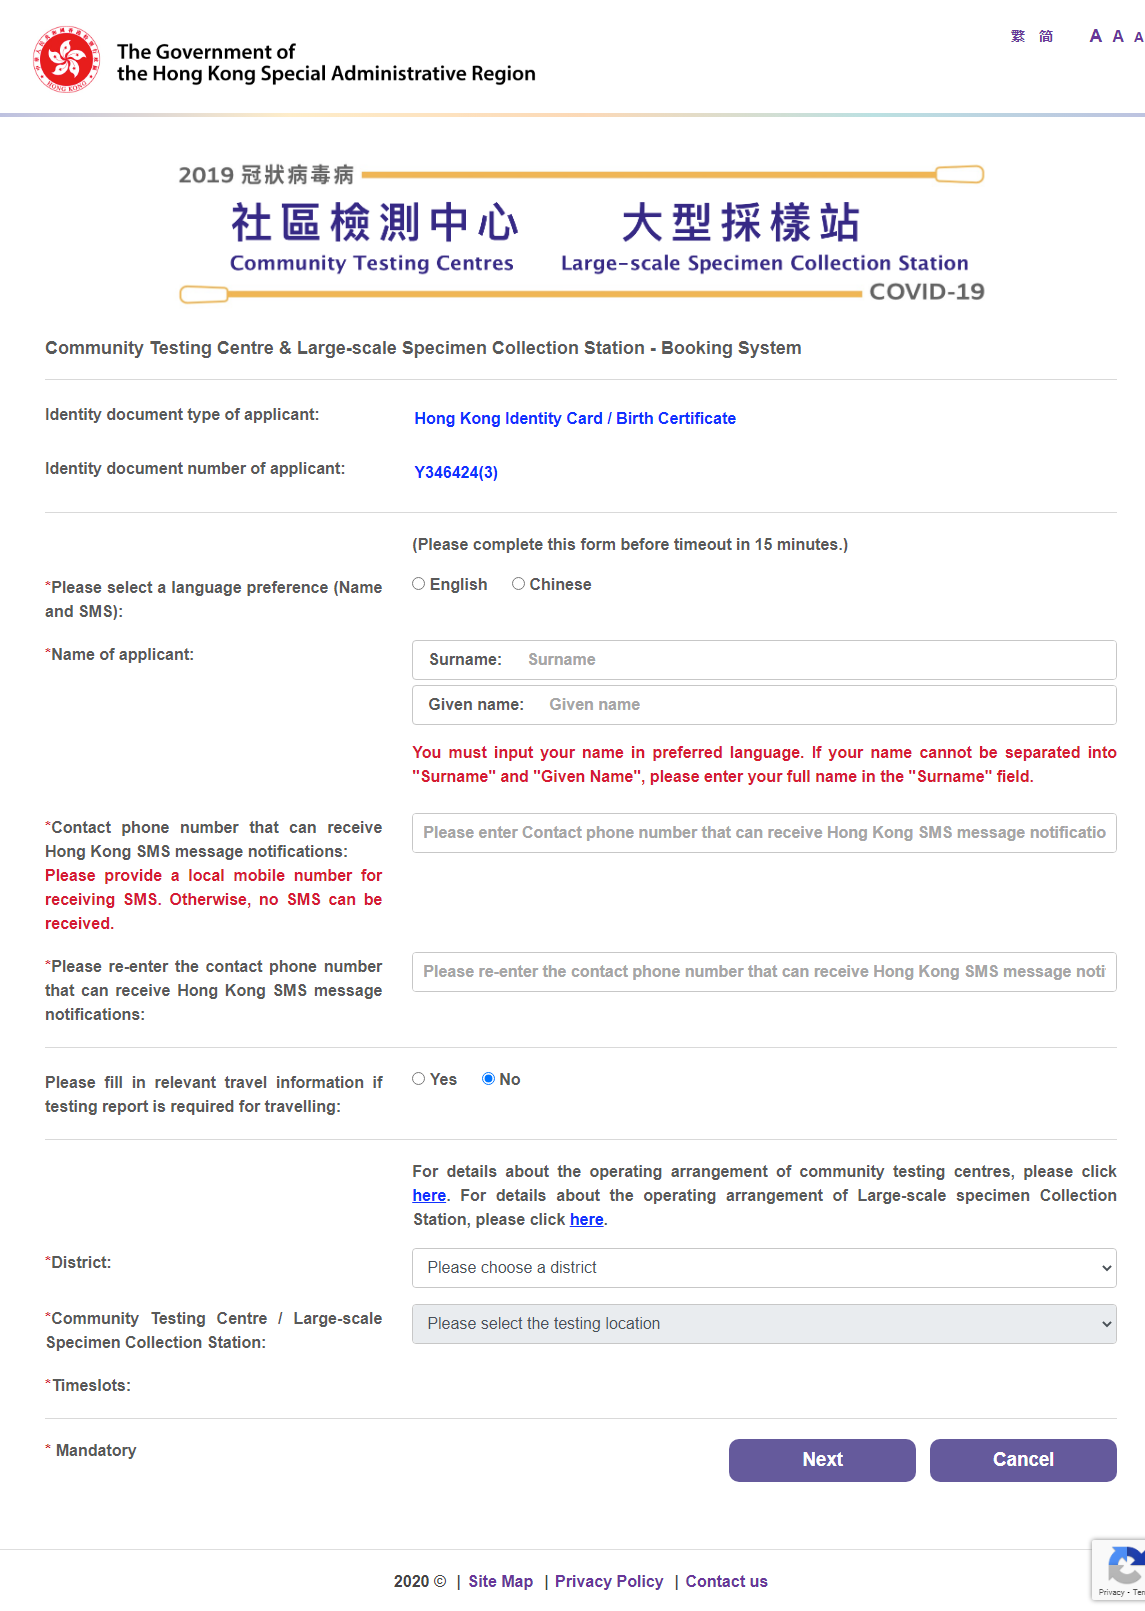 繁 简 A A A
The Government of
the Hong Kong Special Administrative Region
2019 冠狀病毒病
社區檢測中心 大型採樣站
Community Testing Centres Large-scale Specimen Collection Station
COVID-19
Community Testing Centre & Large-scale Specimen Collection Station - Booking System
Identity document type of applicant: Hong Kong Identity Card / Birth Certificate
Identity document number of applicant: Y346424(3)
(Please complete this form before timeout in 15 minutes.)
*Please select a language preference (Name
and SMS):
English Chinese
*Name of applicant:
Surname: Surname
Given name: Given name
You must input your name in preferred language. If your name cannot be separated into
"Surname" and "Given Name", please enter your full name in the "Surname" field.
*Contact phone number that can receive
Hong Kong SMS message notifications:
Please provide a local mobile number for
receiving SMS. Otherwise, no SMS can be
received.
Please enter Contact phone number that can receive Hong Kong SMS message notificatio
*Please re-enter the contact phone number
that can receive Hong Kong SMS message
notifications:
Please re-enter the contact phone number that can receive Hong Kong SMS message noti
Please fill in relevant travel information if
testing report is required for travelling:
Yes No
For details about the operating arrangement of community testing centres, please click
here. For details about the operating arrangement of Large-scale specimen Collection
Station, please click here.
*District:
Please choose a district
*Community Testing Centre / Large-scale
Specimen Collection Station:
Please select the testing location
*Timeslots:
* Mandatory
Next Cancel
2020 © | Site Map | Privacy Policy | Contact us
Privacy - Ter